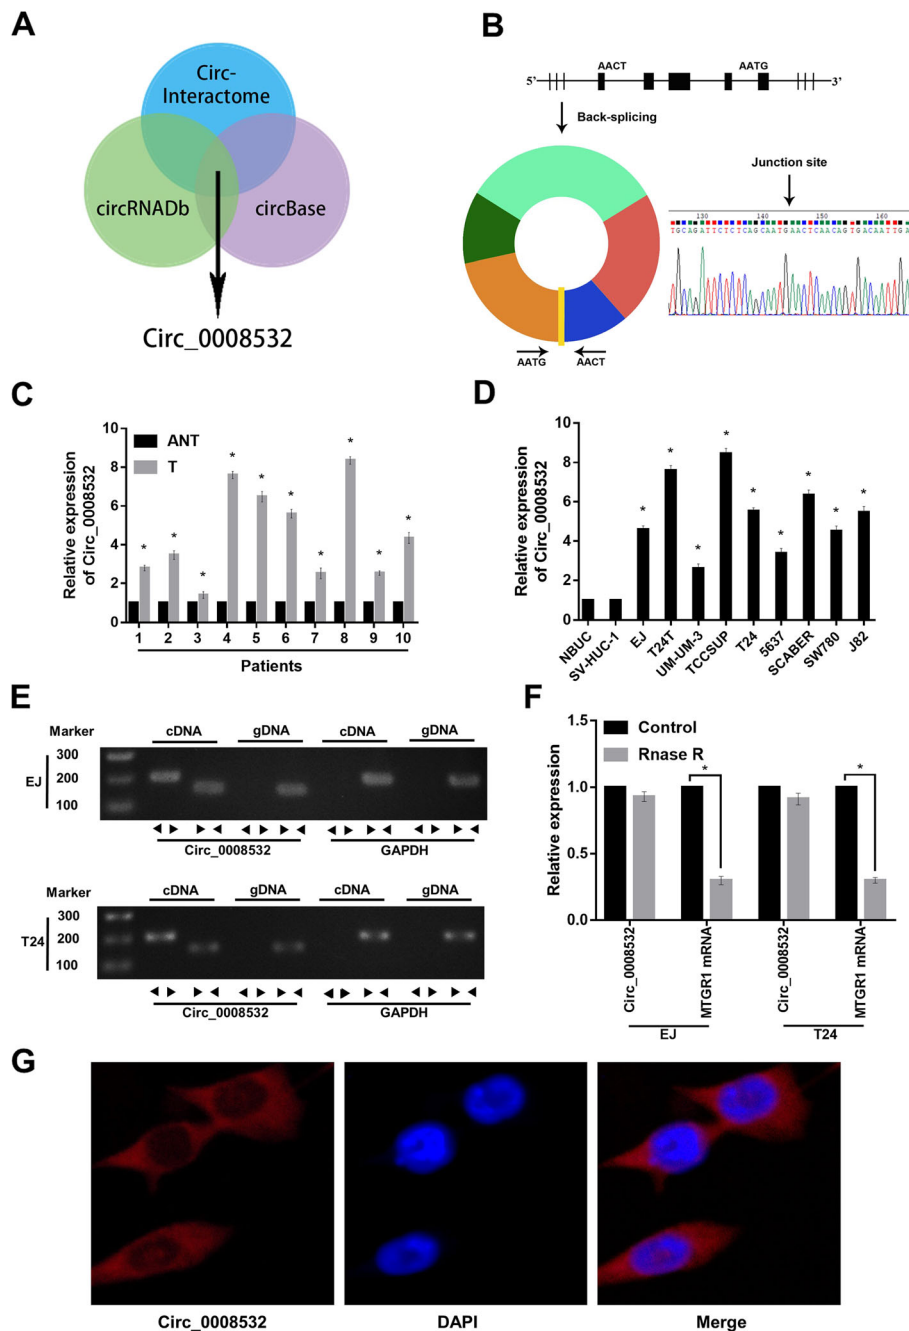 A
Circ-
Interactome
circRNADb
circBase
Circ_0008532
B
AACT
AATG
5'
3'
Back-splicing
Junction site
130
140
150
160
TGCAGATTCTCTCAGCAATGAACTCAACAGTGACAATTGA
AATG
AACT
C
Relative expression
of Circ_0008532
10
8
6
4
2
0
ANT
T
*
*
*
*
*
*
*
*
*
*
1 2 3 4 5 6 7 8 9 10
Patients
D
Relative expression
of Circ_0008532
10
8
6
4
2
0
*
*
*
*
*
*
*
*
*
NBUC
SV-HUC-1
EJ
T24T
UM-UM-3
TCCSUP
T24
5637
SCABER
SW780
J82
E
Marker
cDNA
gDNA
cDNA
gDNA
EJ
300
200
100
Circ_0008532
GAPDH
Marker
cDNA
gDNA
cDNA
gDNA
T24
300
200
100
Circ_0008532
GAPDH
F
Relative expression
1.5
1.0
0.5
0.0
Control
Rnase R
*
*
Circ_0008532
MTGR1 mRNA
Circ_0008532
MTGR1 mRNA
EJ
T24
G
Circ_0008532
DAPI
Merge